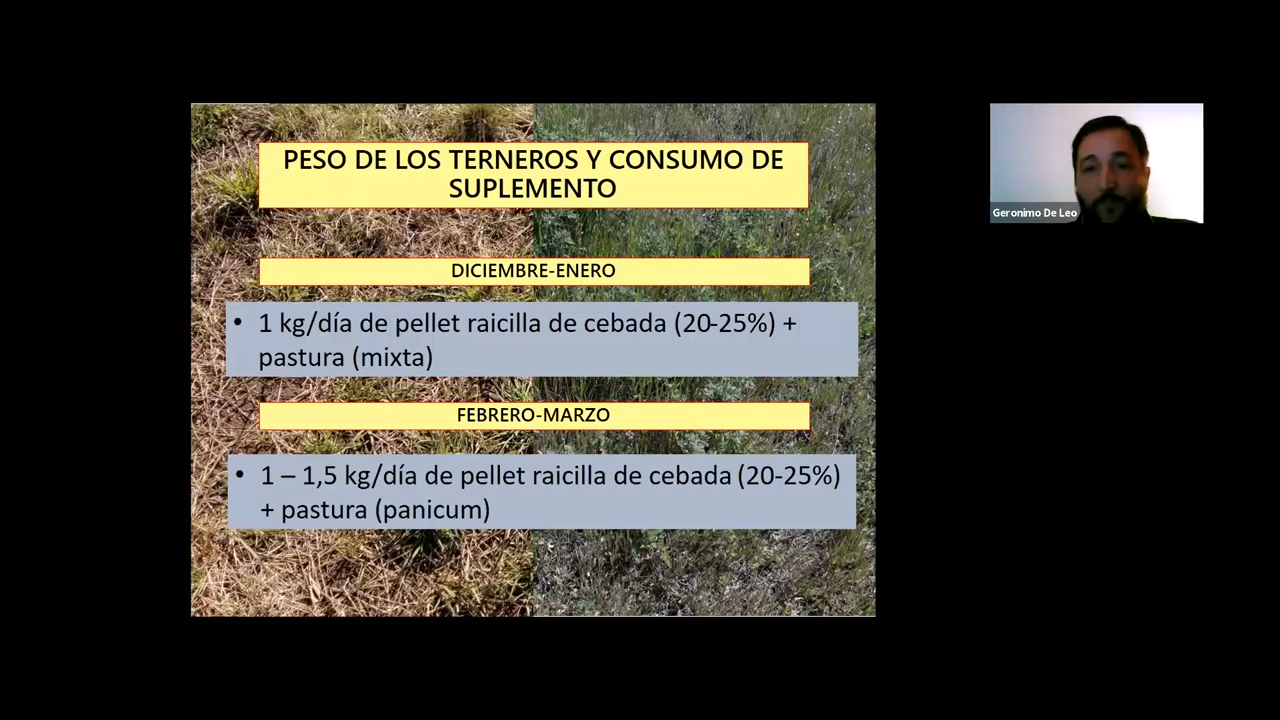 PESO DE LOS TERNEROS Y CONSUMO DE
SUPLEMENTO
DICIEMBRE-ENERO
• 1 kg/día de pellet raicilla de cebada (20-25%) +
pastura (mixta)
FEBRERO-MARZO
• 1 – 1,5 kg/día de pellet raicilla de cebada (20-25%)
+ pastura (panicum)
Geronimo De Leo